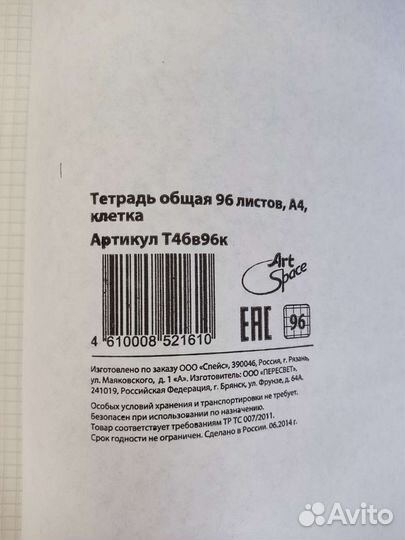 Тетрадь общая 96 листов, А4,
клетка
Артикул Т4бв96к
Art
Space
4 610008 521610
EAC
96
Изготовлено по заказу ООО «Спейс», 390046, Россия, г. Рязань,
ул. Маяковского, д. 1 «А». Изготовитель: ООО «ПЕРЕСВЕТ».
241019, Российская Федерация, г. Брянск, ул. Фрунзе, д. 64А.
Особых условий хранения и транспортировки не требует.
Безопасен при использовании по назначению.
Товар соответствует требованиям ТР ТС 007/2011.
Срок годности не ограничен. Сделано в России. 06.2014 г.
Avito